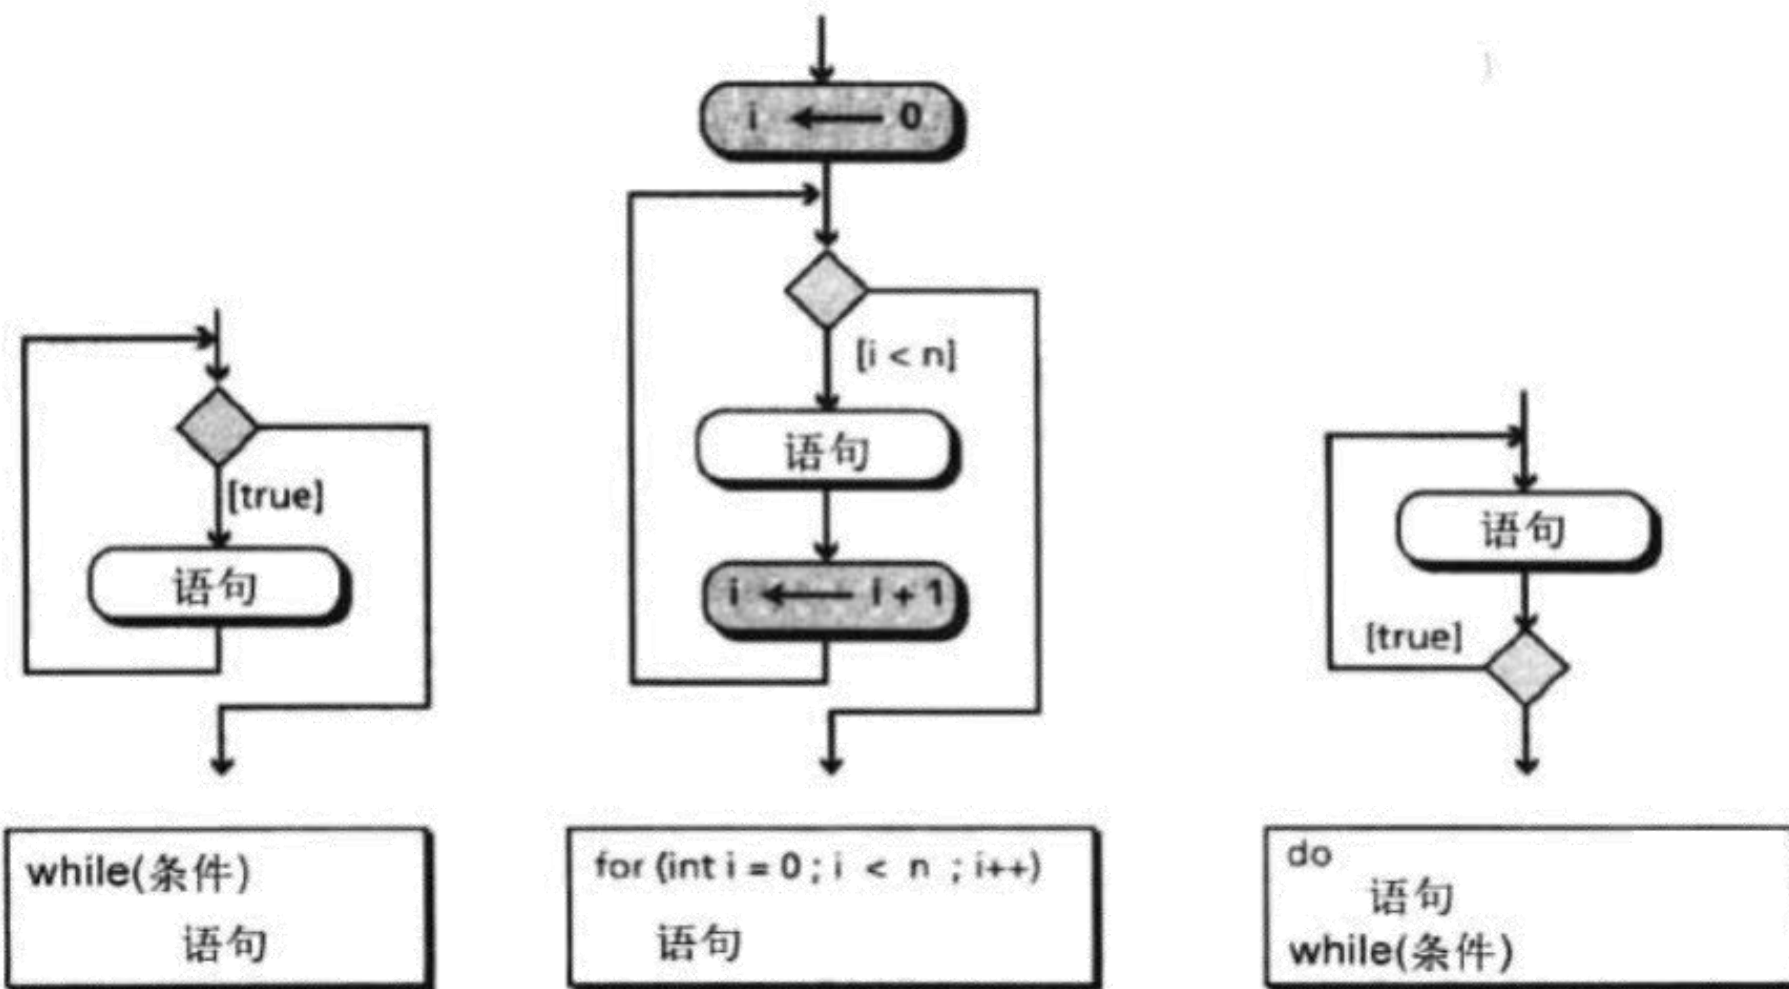 [true]
语句
while(条件)
语句
i ← 0
[i < n]
语句
i ← i + 1
for (int i = 0 ; i < n ; i++)
语句
语句
[true]
do
语句
while(条件)